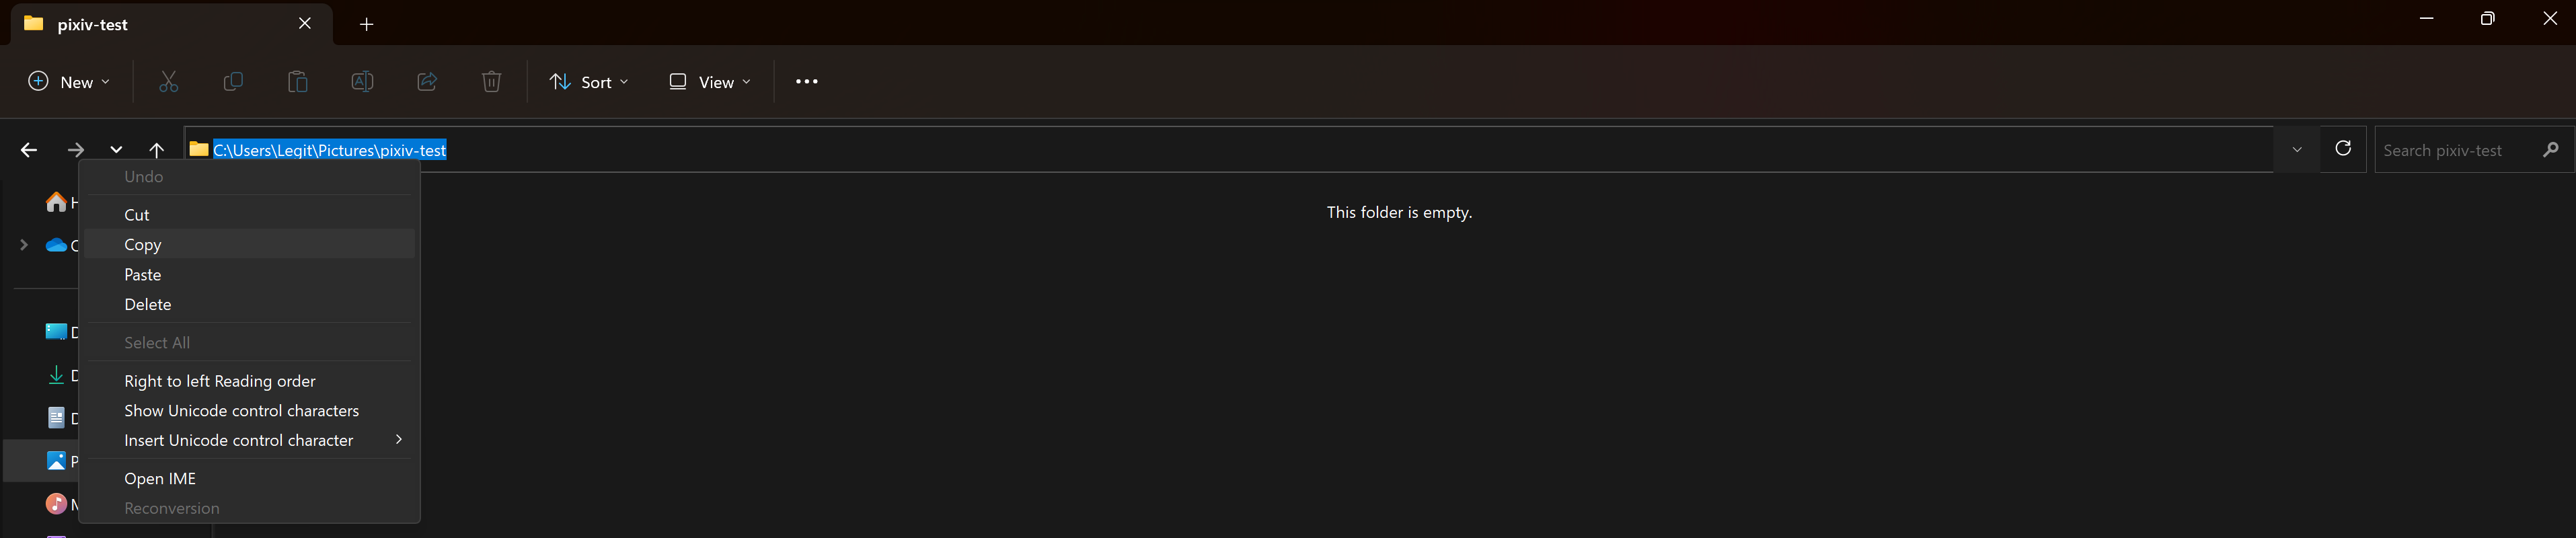 pixiv-test
New
Sort
View
C:\Users\Legit\Pictures\pixiv-test
Search pixiv-test
This folder is empty.
Undo
Cut
Copy
Paste
Delete
Select All
Right to left Reading order
Show Unicode control characters
Insert Unicode control character
Open IME
Reconversion